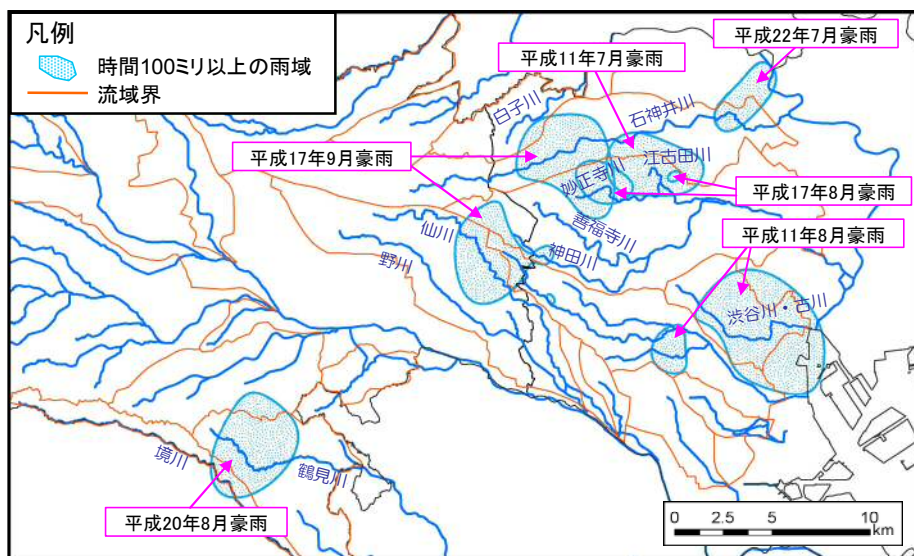 凡例
時間100ミリ以上の雨域
流域界
平成22年7月豪雨
平成11年7月豪雨
白子川
石神井川
平成17年9月豪雨
妙正寺川
江古田川
平成17年8月豪雨
善福寺川
仙川
神田川
野川
平成11年8月豪雨
渋谷川・古川
境川
鶴見川
平成20年8月豪雨
0 2.5 5 10
km